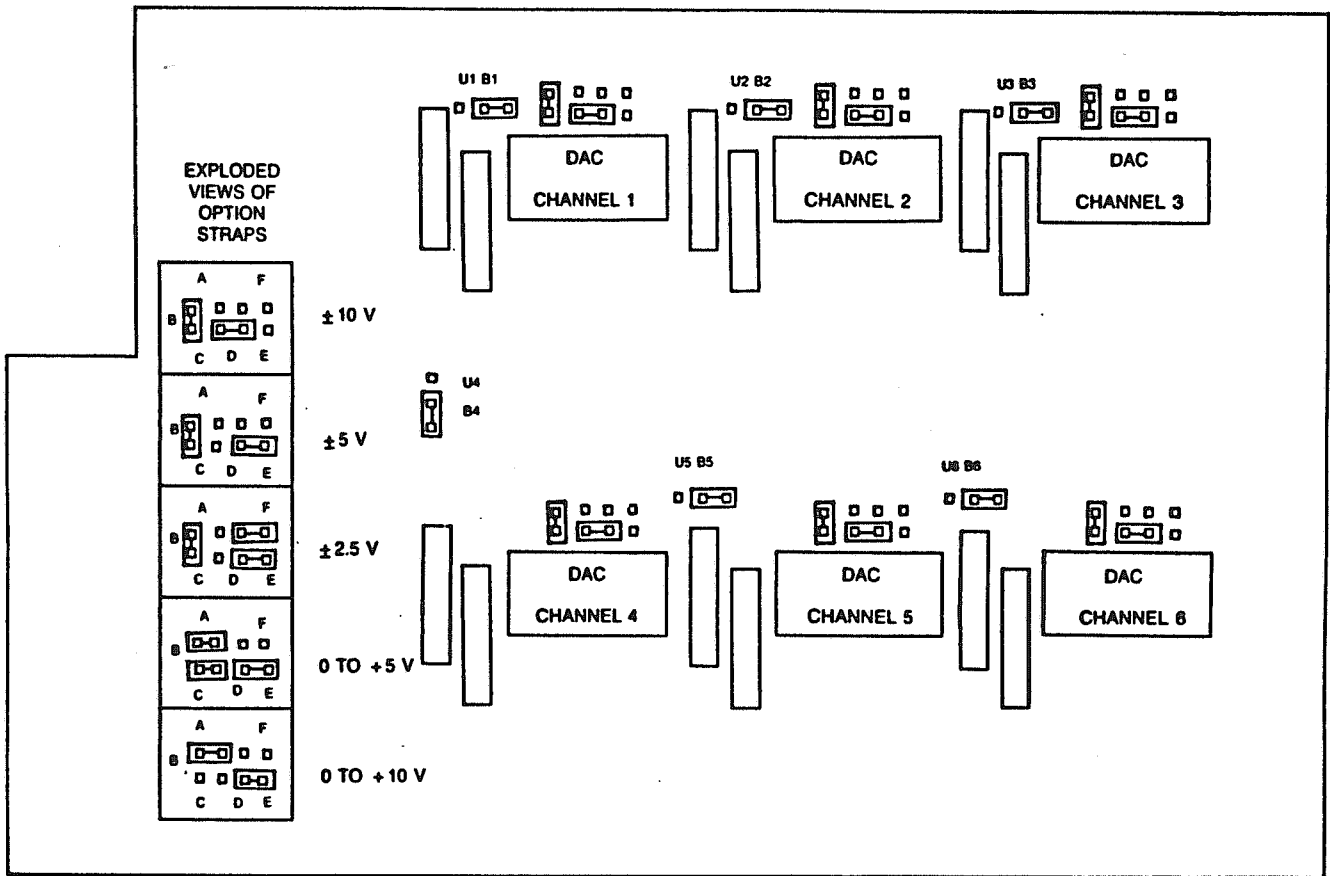 U1 B1
U2 B2
U3 B3
DAC
CHANNEL 1
DAC
CHANNEL 2
DAC
CHANNEL 3
EXPLODED
VIEWS OF
OPTION
STRAPS
A F
B
C D E
±10 V
A F
B
C D E
±5 V
A F
B
C D E
±2.5 V
A F
B
C D E
0 TO +5 V
A F
B
C D E
0 TO +10 V
U4
B4
U5 B5
U6 B6
DAC
CHANNEL 4
DAC
CHANNEL 5
DAC
CHANNEL 6